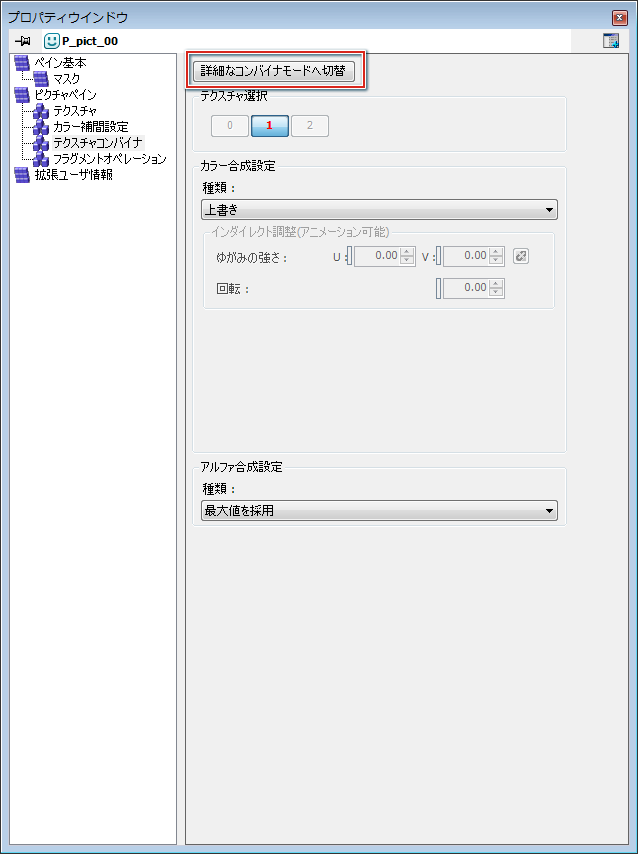 プロパティウインドウ
P_pict_00
ペイン基本
マスク
ピクチャペイン
テクスチャ
カラー補間設定
テクスチャコンバイナ
フラグメントオペレーション
拡張ユーザ情報
詳細なコンバイナモードへ切替
テクスチャ選択
0 1 2
カラー合成設定
種類：
上書き
インダイレクト調整(アニメーション可能)
ゆがみの強さ： U : 0.00 V : 0.00
回転： 0.00
アルファ合成設定
種類：
最大値を採用